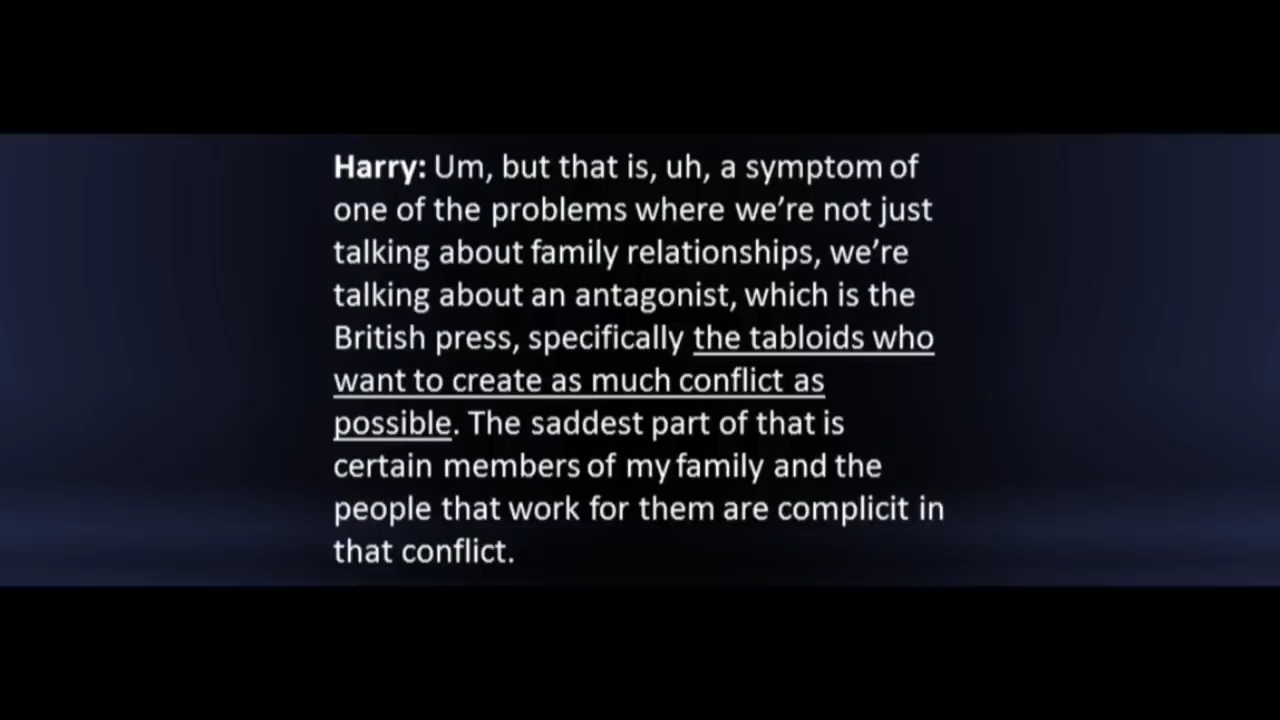 Harry: Um, but that is, uh, a symptom of
one of the problems where we’re not just
talking about family relationships, we’re
talking about an antagonist, which is the
British press, specifically the tabloids who
want to create as much conflict as
possible. The saddest part of that is
certain members of my family and the
people that work for them are complicit in
that conflict.